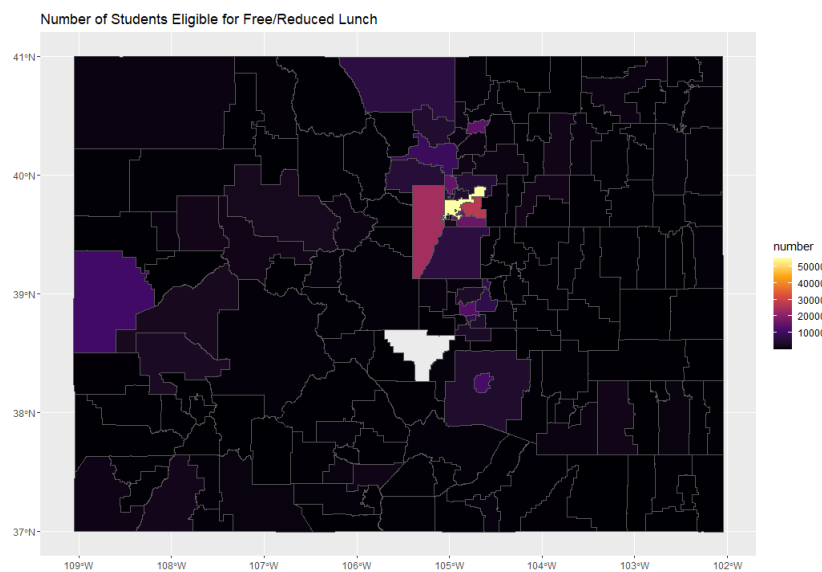 Number of Students Eligible for Free/Reduced Lunch
41°N
40°N
39°N
38°N
37°N
109°W
108°W
107°W
106°W
105°W
104°W
103°W
102°W
number
50000
40000
30000
20000
10000